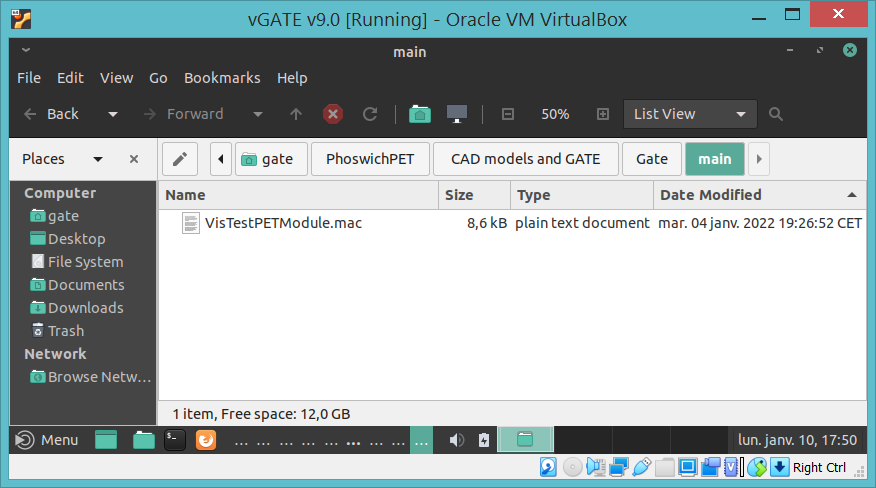 vGATE v9.0 [Running] - Oracle VM VirtualBox
main
File Edit View Go Bookmarks Help
Back Forward 50% List View
Places gate PhoswichPET CAD models and GATE Gate main
Computer
gate
Desktop
File System
Documents
Downloads
Trash
Network
Browse Netw...
Name Size Type Date Modified
VisTestPETModule.mac 8,6 kB plain text document mar. 04 janv. 2022 19:26:52 CET
1 item, Free space: 12,0 GB
Menu ... ... ... ... ... ... ... ... lun. janv. 10, 17:50
Right Ctrl